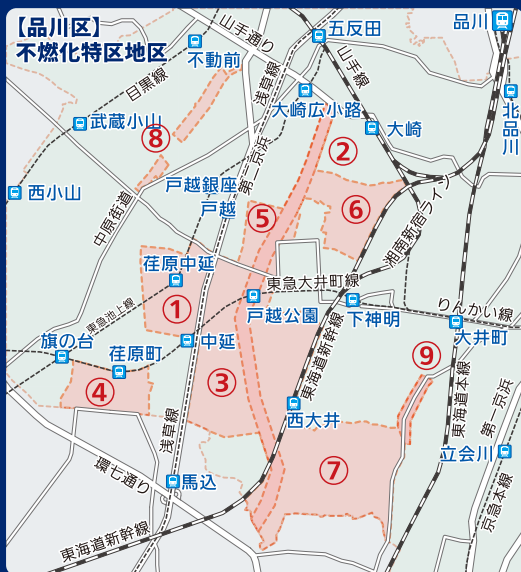 【品川区】
不燃化特区地区
山手通り
五反田
品川
不動前
山手線
目黒線
浅草線
大崎広小路
北品川
武蔵小山
大崎
⑧
②
第二京浜
西小山
戸越銀座
戸越
中原街道
⑤
⑥
湘南新宿ライン
荏原中延
東急大井町線
①
東急池上線
戸越公園
下神明
りんかい線
旗の台
中延
大井町
荏原町
東海道新幹線
⑨
③
④
東海道本線
第一京浜
西大井
浅草線
立会川
⑦
環七通り
馬込
京急本線
東海道新幹線